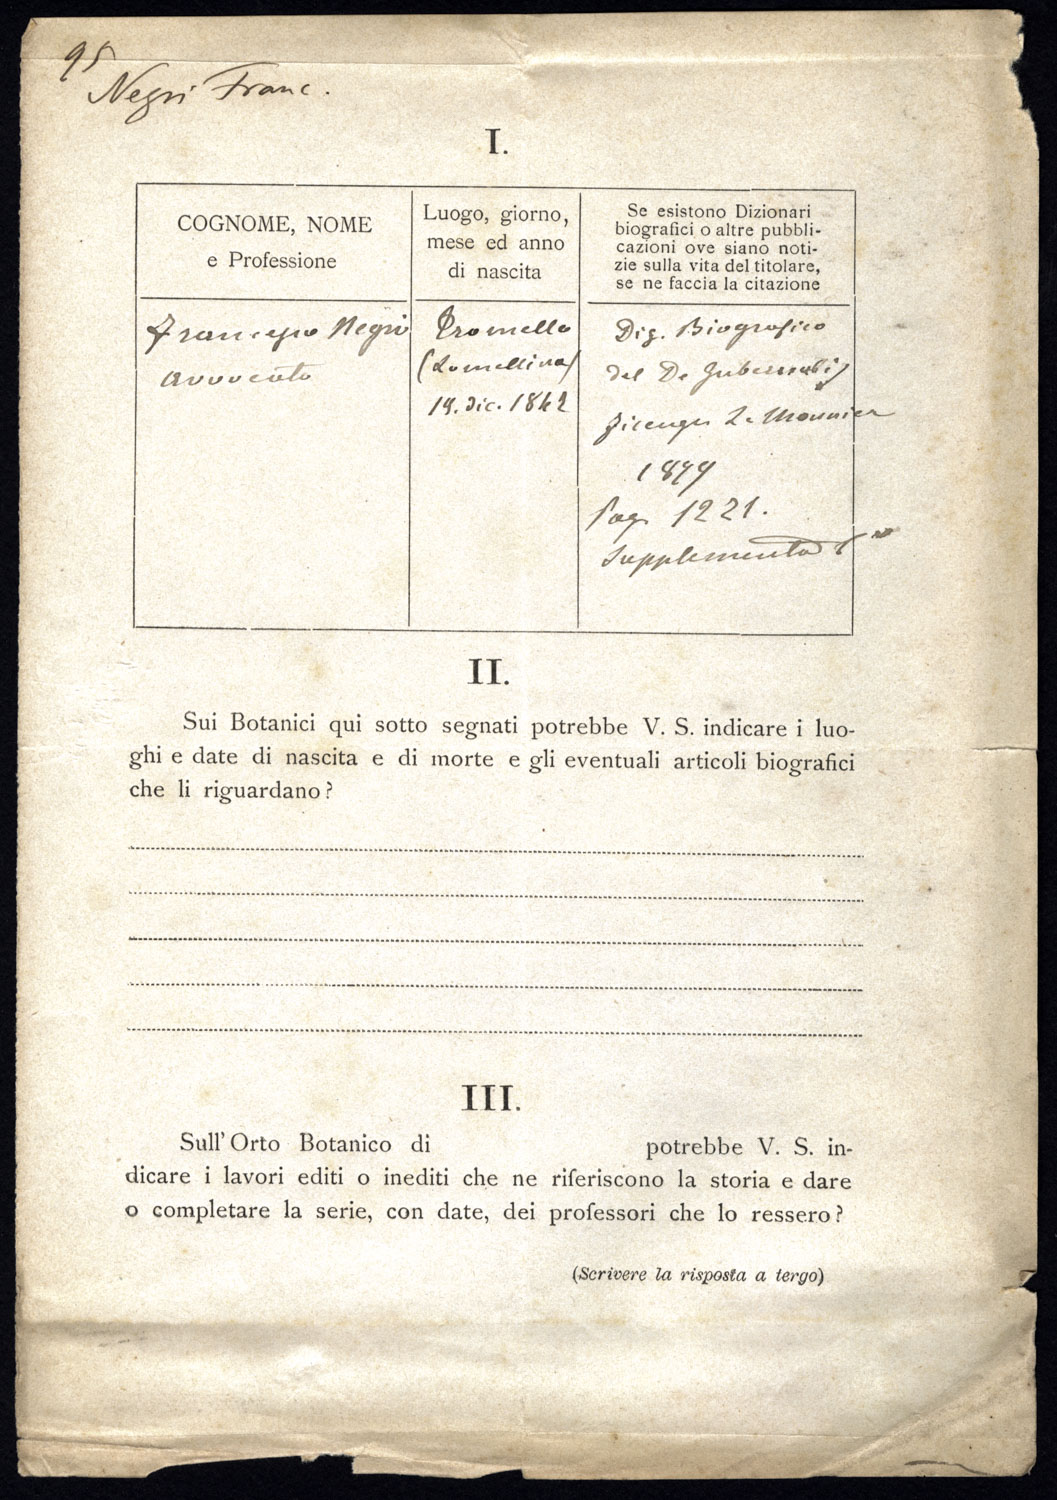 95
Negri Franc.
I.
COGNOME, NOME
e Professione
Luogo, giorno,
mese ed anno
di nascita
Se esistono Dizionari
biografici o altre pubbli-
cazioni ove siano noti-
zie sulla vita del titolare,
se ne faccia la citazione
Francesco Negri
avvocato
Tromello
(Lomellina)
19. dic. 1842
Diz. Biografico
del De Gubernatis
Firenze Le Monnier
1879
Pag. 1221.
Supplemento
II.
Sui Botanici qui sotto segnati potrebbe V. S. indicare i luo-
ghi e date di nascita e di morte e gli eventuali articoli biografici
che li riguardano?
III.
Sull'Orto Botanico di potrebbe V. S. in-
dicare i lavori editi o inediti che ne riferiscono la storia e dare
o completare la serie, con date, dei professori che lo ressero?
(Scrivere la risposta a tergo)